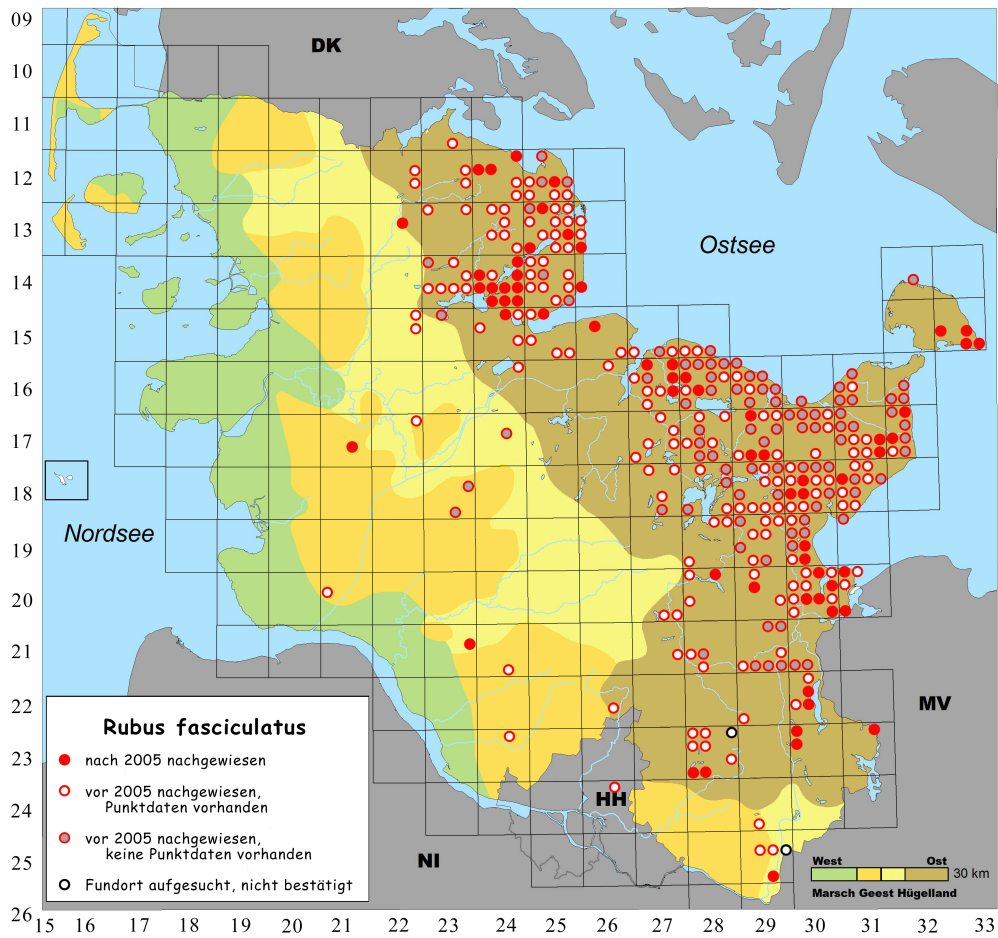 09
10
11
12
13
14
15
16
17
18
19
20
21
22
23
24
25
26
DK
Ostsee
Nordsee
MV
HH
NI
Rubus fasciculatus
nach 2005 nachgewiesen
vor 2005 nachgewiesen,
Punktdaten vorhanden
vor 2005 nachgewiesen,
keine Punktdaten vorhanden
Fundort aufgesucht, nicht bestätigt
West Ost
30 km
Marsch Geest Hügelland
15 16 17 18 19 20 21 22 23 24 25 26 27 28 29 30 31 32 33